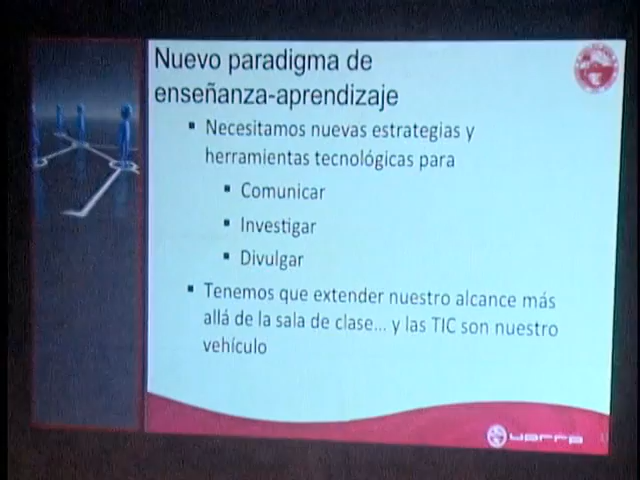 Nuevo paradigma de
enseñanza-aprendizaje
▪ Necesitamos nuevas estrategias y
herramientas tecnológicas para
▪ Comunicar
▪ Investigar
▪ Divulgar
▪ Tenemos que extender nuestro alcance más
allá de la sala de clase... y las TIC son nuestro
vehículo